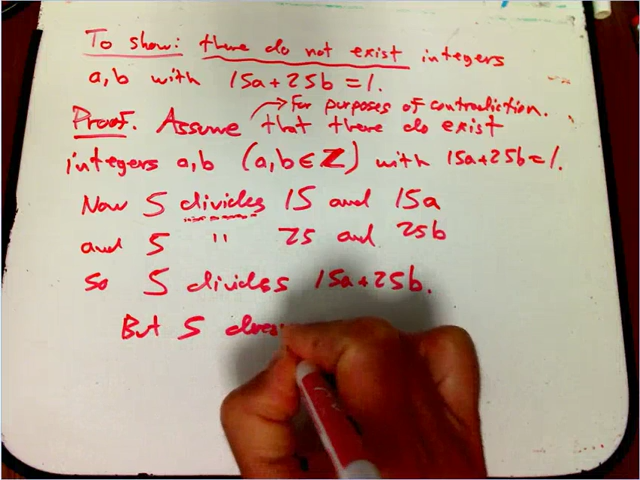 To show: there do not exist integers
a,b with 15a+25b=1.
→ For purposes of contradiction.
Proof. Assume that there do exist
integers a,b (a,b∈ℤ) with 15a+25b=1.
Now 5 divides 15 and 15a
and 5 " 25 and 25b
So 5 divides 15a+25b.
But 5 does